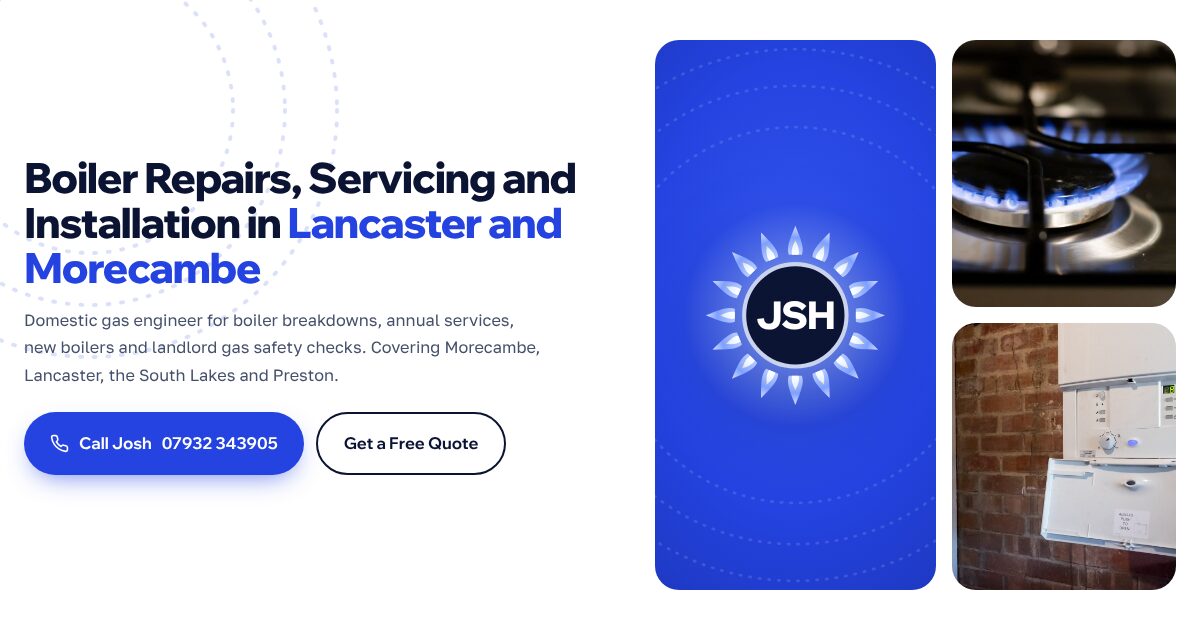 Boiler Repairs, Servicing and
Installation in Lancaster and
Morecambe
Domestic gas engineer for boiler breakdowns, annual services,
new boilers and landlord gas safety checks. Covering Morecambe,
Lancaster, the South Lakes and Preston.
Call Josh 07932 343905
Get a Free Quote
JSH